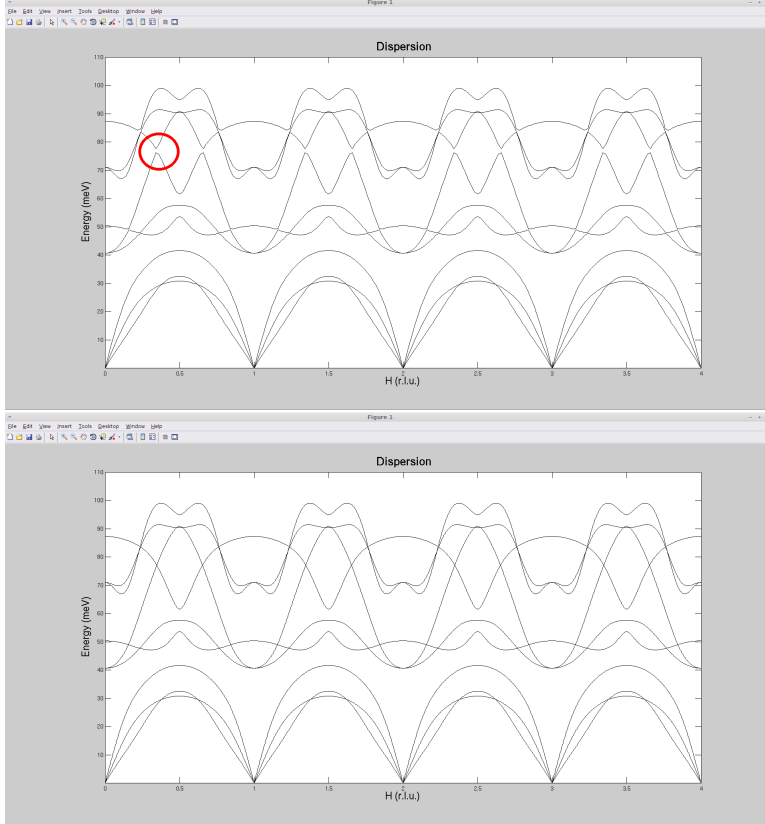 Figure 1
File Edit View Insert Tools Desktop Window Help
Dispersion
110
100
90
80
70
60
50
40
30
20
10
Energy (meV)
0 0.5 1 1.5 2 2.5 3 3.5 4
H (r.l.u.)
Figure 1
File Edit View Insert Tools Desktop Window Help
Dispersion
110
100
90
80
70
60
50
40
30
20
10
Energy (meV)
0 0.5 1 1.5 2 2.5 3 3.5 4
H (r.l.u.)